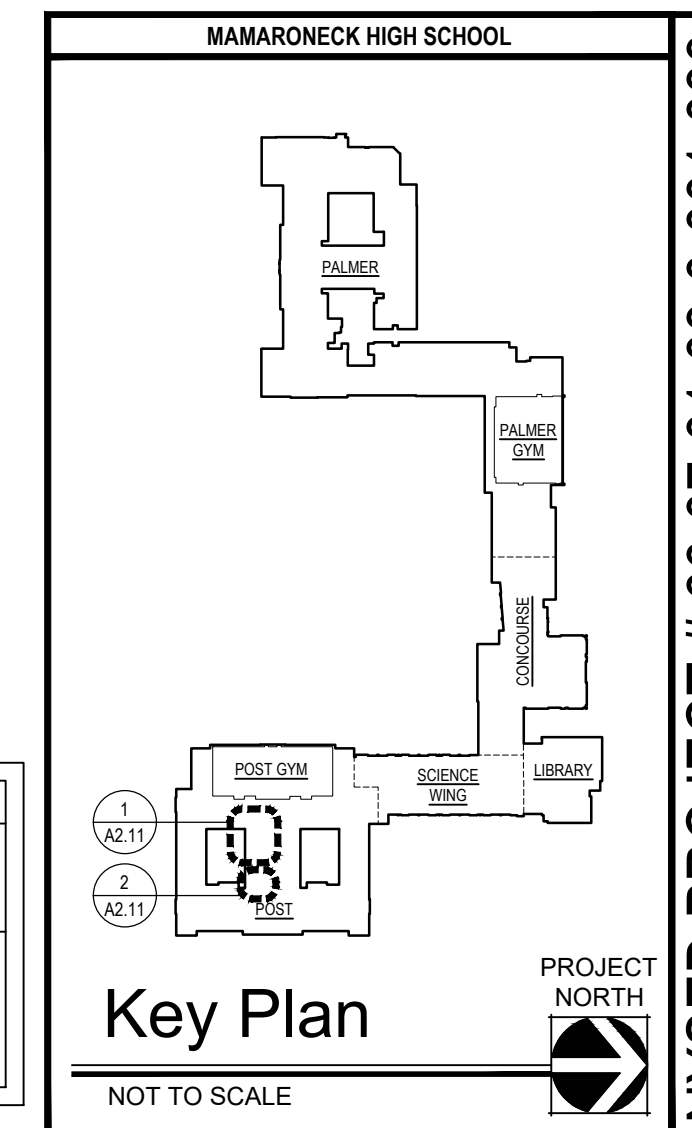 MAMARONECK HIGH SCHOOL
PALMER
PALMER
GYM
CONCOURSE
POST GYM
SCIENCE
WING
LIBRARY
1
A2.11
2
A2.11
POST
PROJECT
NORTH
Key Plan
NOT TO SCALE